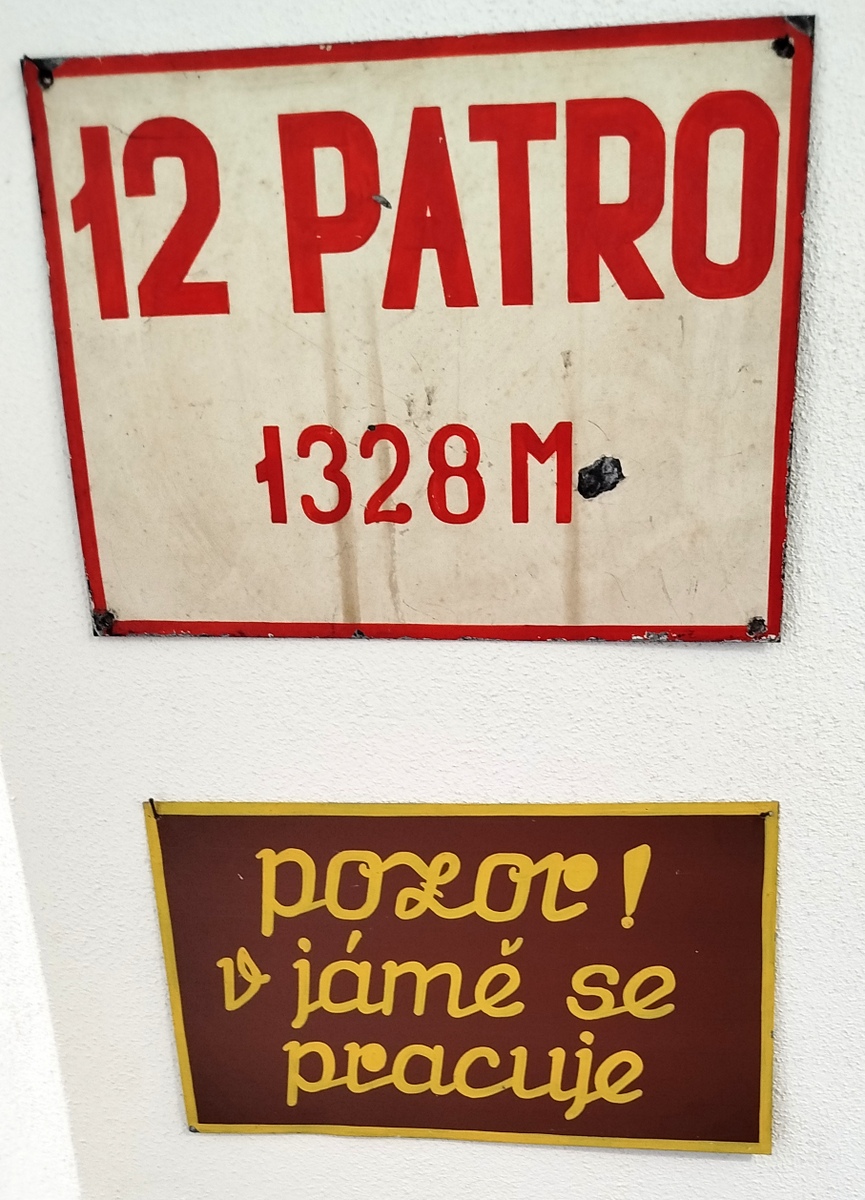 12 PATRO
1328 M
pozor!
v jámě se
pracuje